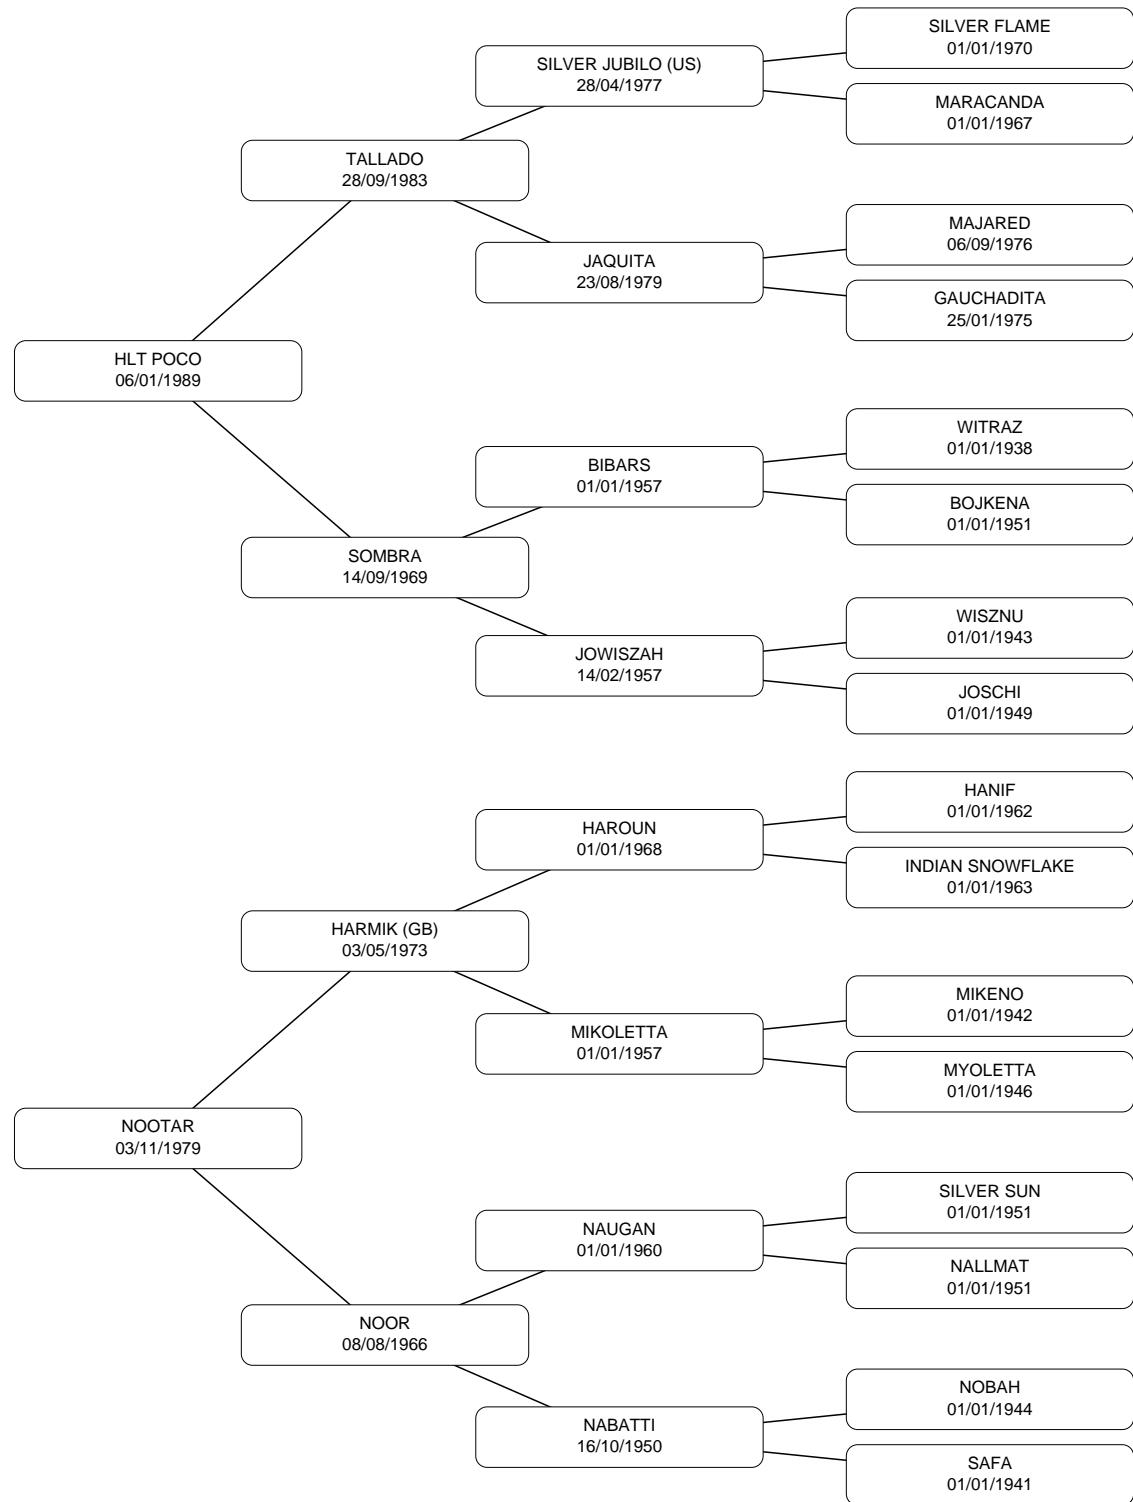 SILVER FLAME
01/01/1970
SILVER JUBILO (US)
28/04/1977
MARACANDA
01/01/1967
TALLADO
28/09/1983
MAJARED
06/09/1976
JAQUITA
23/08/1979
GAUCHADITA
25/01/1975
HLT POCO
06/01/1989
WITRAZ
01/01/1938
BIBARS
01/01/1957
BOJKENA
01/01/1951
SOMBRA
14/09/1969
WISZNU
01/01/1943
JOWISZAH
14/02/1957
JOSCHI
01/01/1949
HANIF
01/01/1962
HAROUN
01/01/1968
INDIAN SNOWFLAKE
01/01/1963
HARMIK (GB)
03/05/1973
MIKENO
01/01/1942
MIKOLETTA
01/01/1957
MYOLETTA
01/01/1946
NOOTAR
03/11/1979
SILVER SUN
01/01/1951
NAUGAN
01/01/1960
NALLMAT
01/01/1951
NOOR
08/08/1966
NOBAH
01/01/1944
NABATTI
16/10/1950
SAFA
01/01/1941